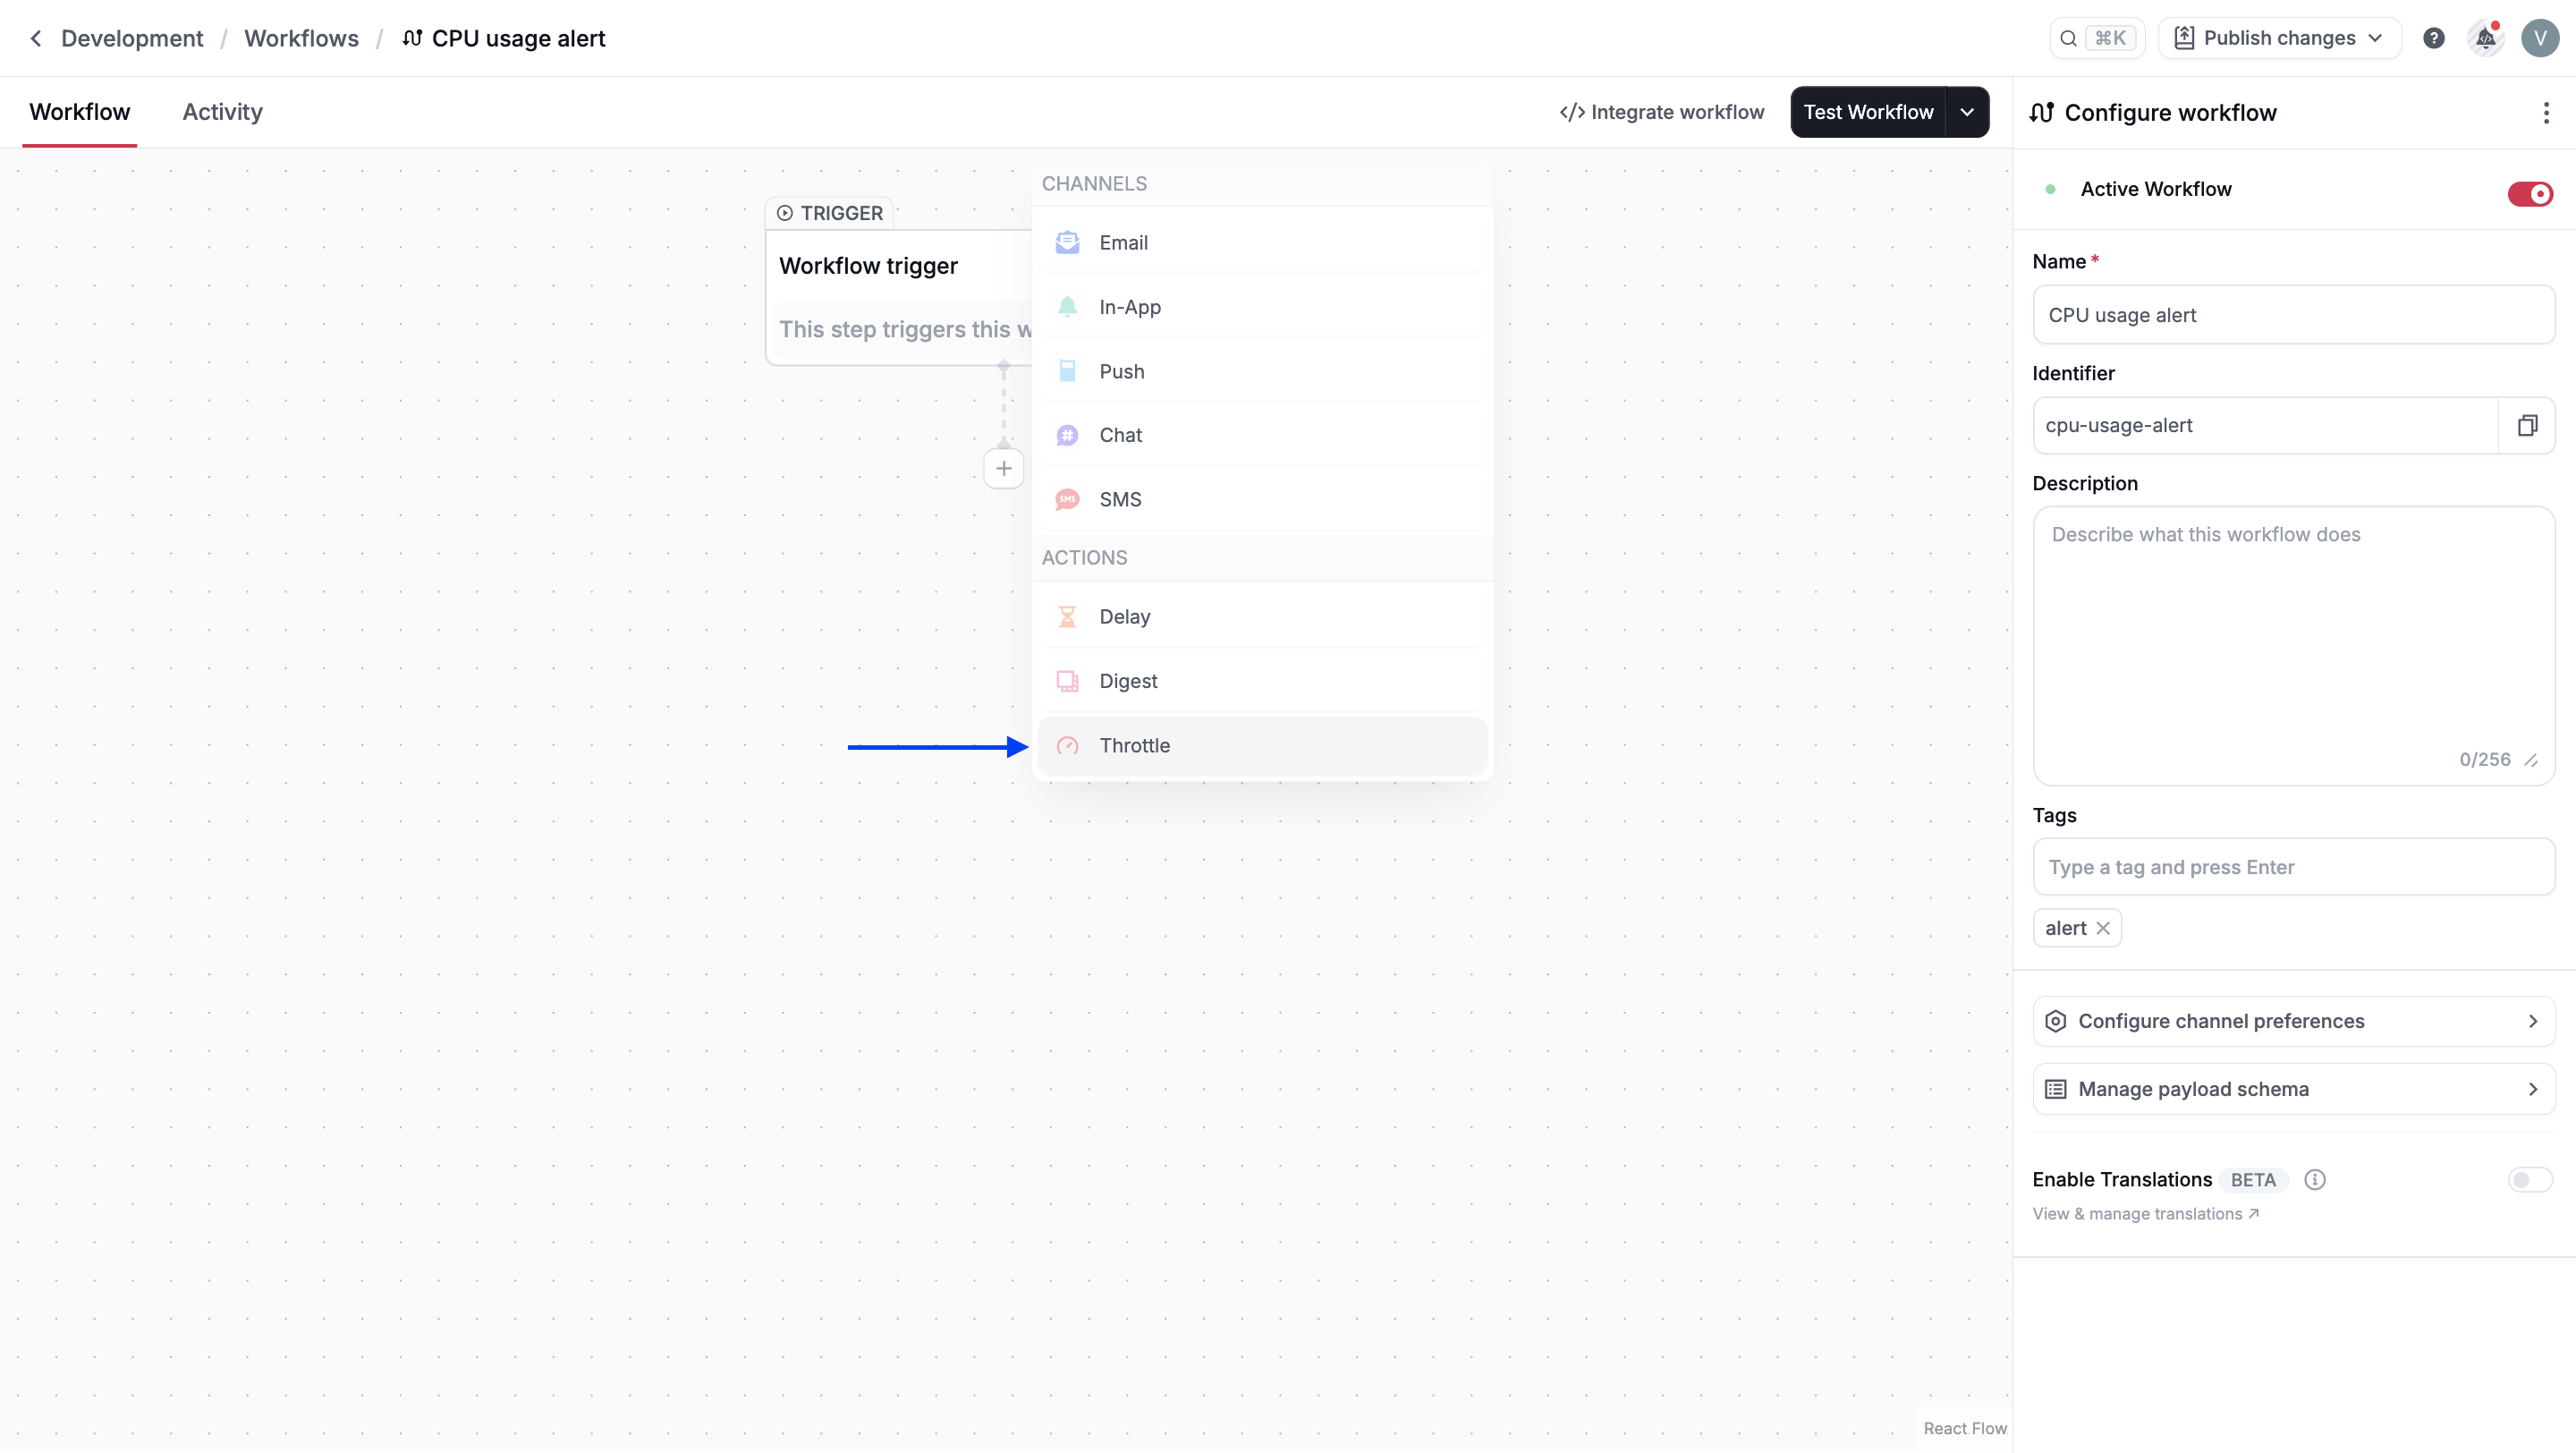 Development / Workflows / CPU usage alert
⌘K
Publish changes
V
Workflow
Activity
</> Integrate workflow
Test Workflow
TRIGGER
Workflow trigger
This step triggers this w
CHANNELS
Email
In-App
Push
Chat
SMS
SMS
ACTIONS
Delay
Digest
Throttle
React Flow
Configure workflow
Active Workflow
Name*
CPU usage alert
Identifier
cpu-usage-alert
Description
Describe what this workflow does
0/256
Tags
Type a tag and press Enter
alert
Configure channel preferences
Manage payload schema
Enable Translations BETA
View & manage translations ↗